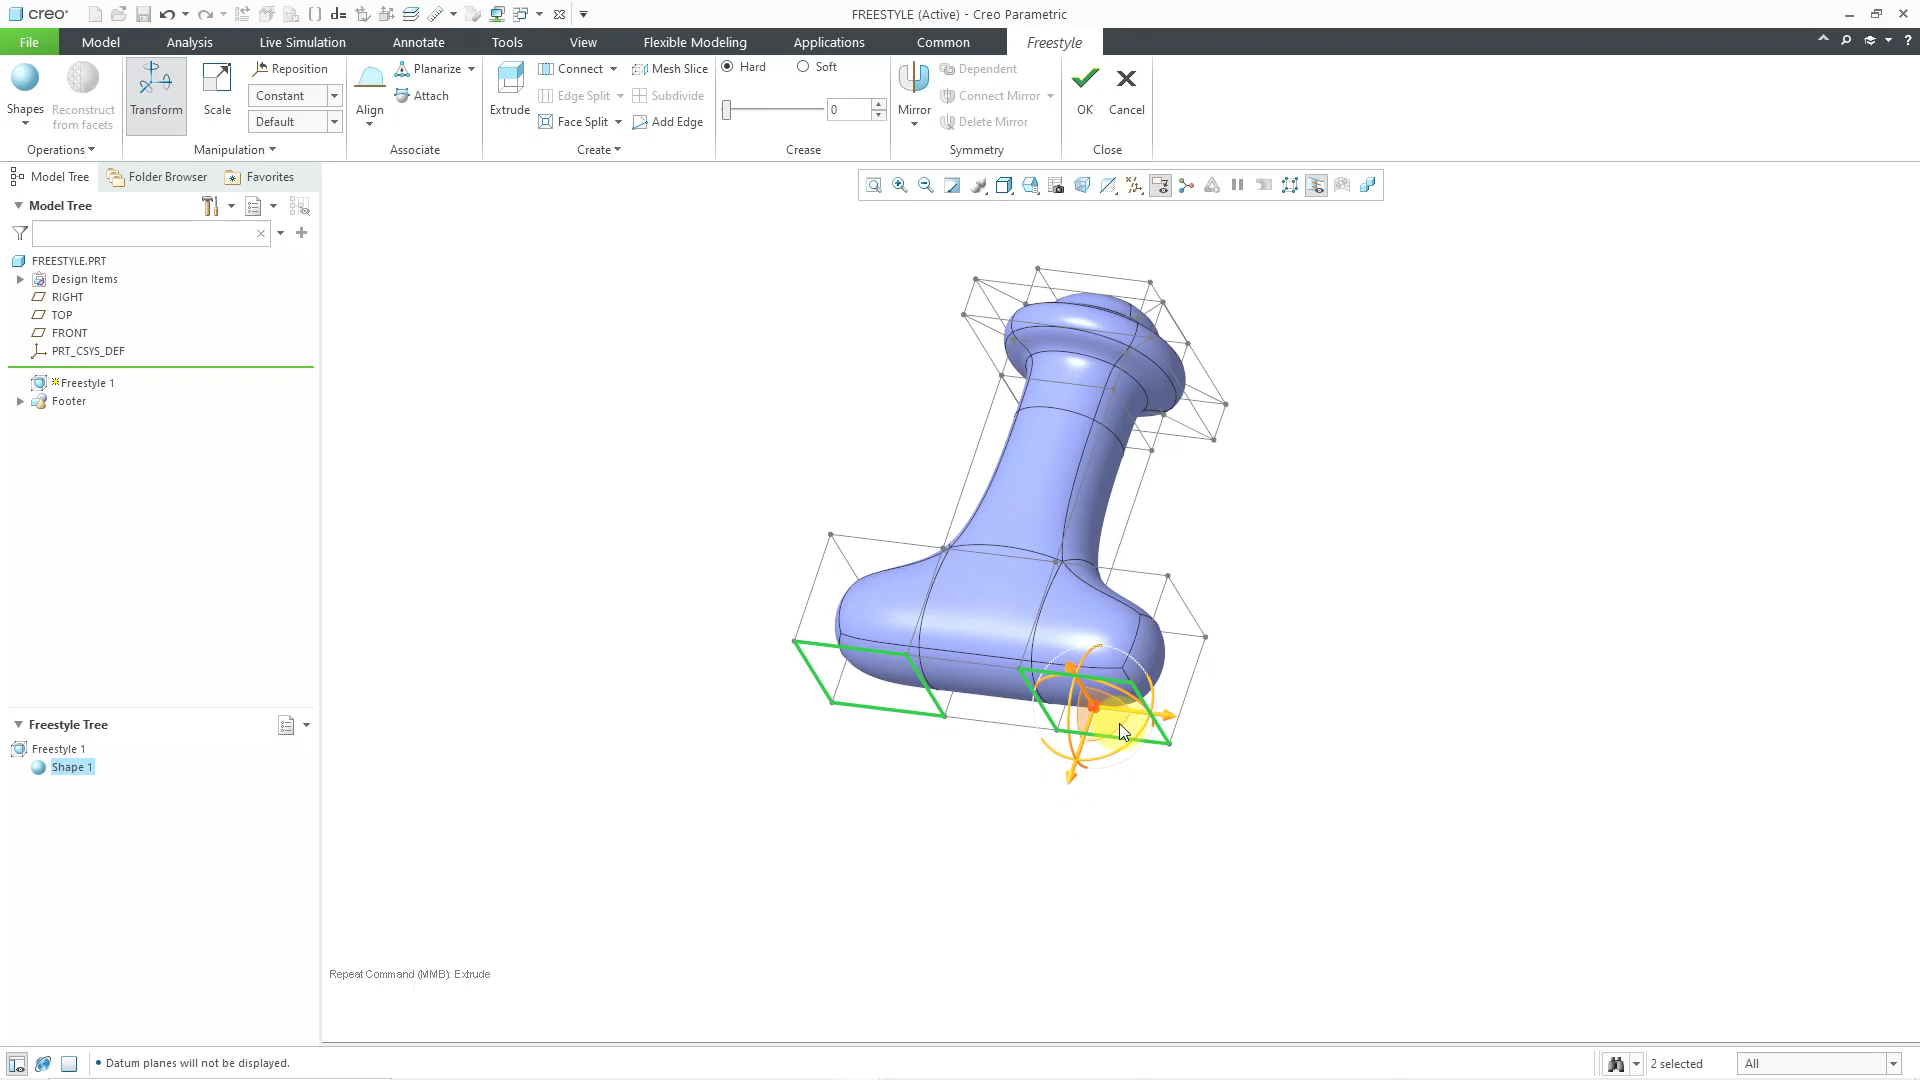 creo
d=
FREESTYLE (Active) - Creo Parametric
File
Model
Analysis
Live Simulation
Annotate
Tools
View
Flexible Modeling
Applications
Common
Freestyle
Shapes
Reconstruct
from facets
Operations
Transform
Scale
Reposition
Constant
Default
Manipulation
Align
Planarize
Attach
Associate
Extrude
Connect
Mesh Slice
Edge Split
Subdivide
Face Split
Add Edge
Create
Hard
Soft
0
Crease
Mirror
Dependent
Connect Mirror
Delete Mirror
Symmetry
OK
Cancel
Close
Model Tree
Folder Browser
Favorites
Model Tree
FREESTYLE.PRT
Design Items
RIGHT
TOP
FRONT
PRT_CSYS_DEF
Freestyle 1
Footer
Freestyle Tree
Freestyle 1
Shape 1
Repeat Command (MMB): Extrude
Datum planes will not be displayed.
2 selected
All